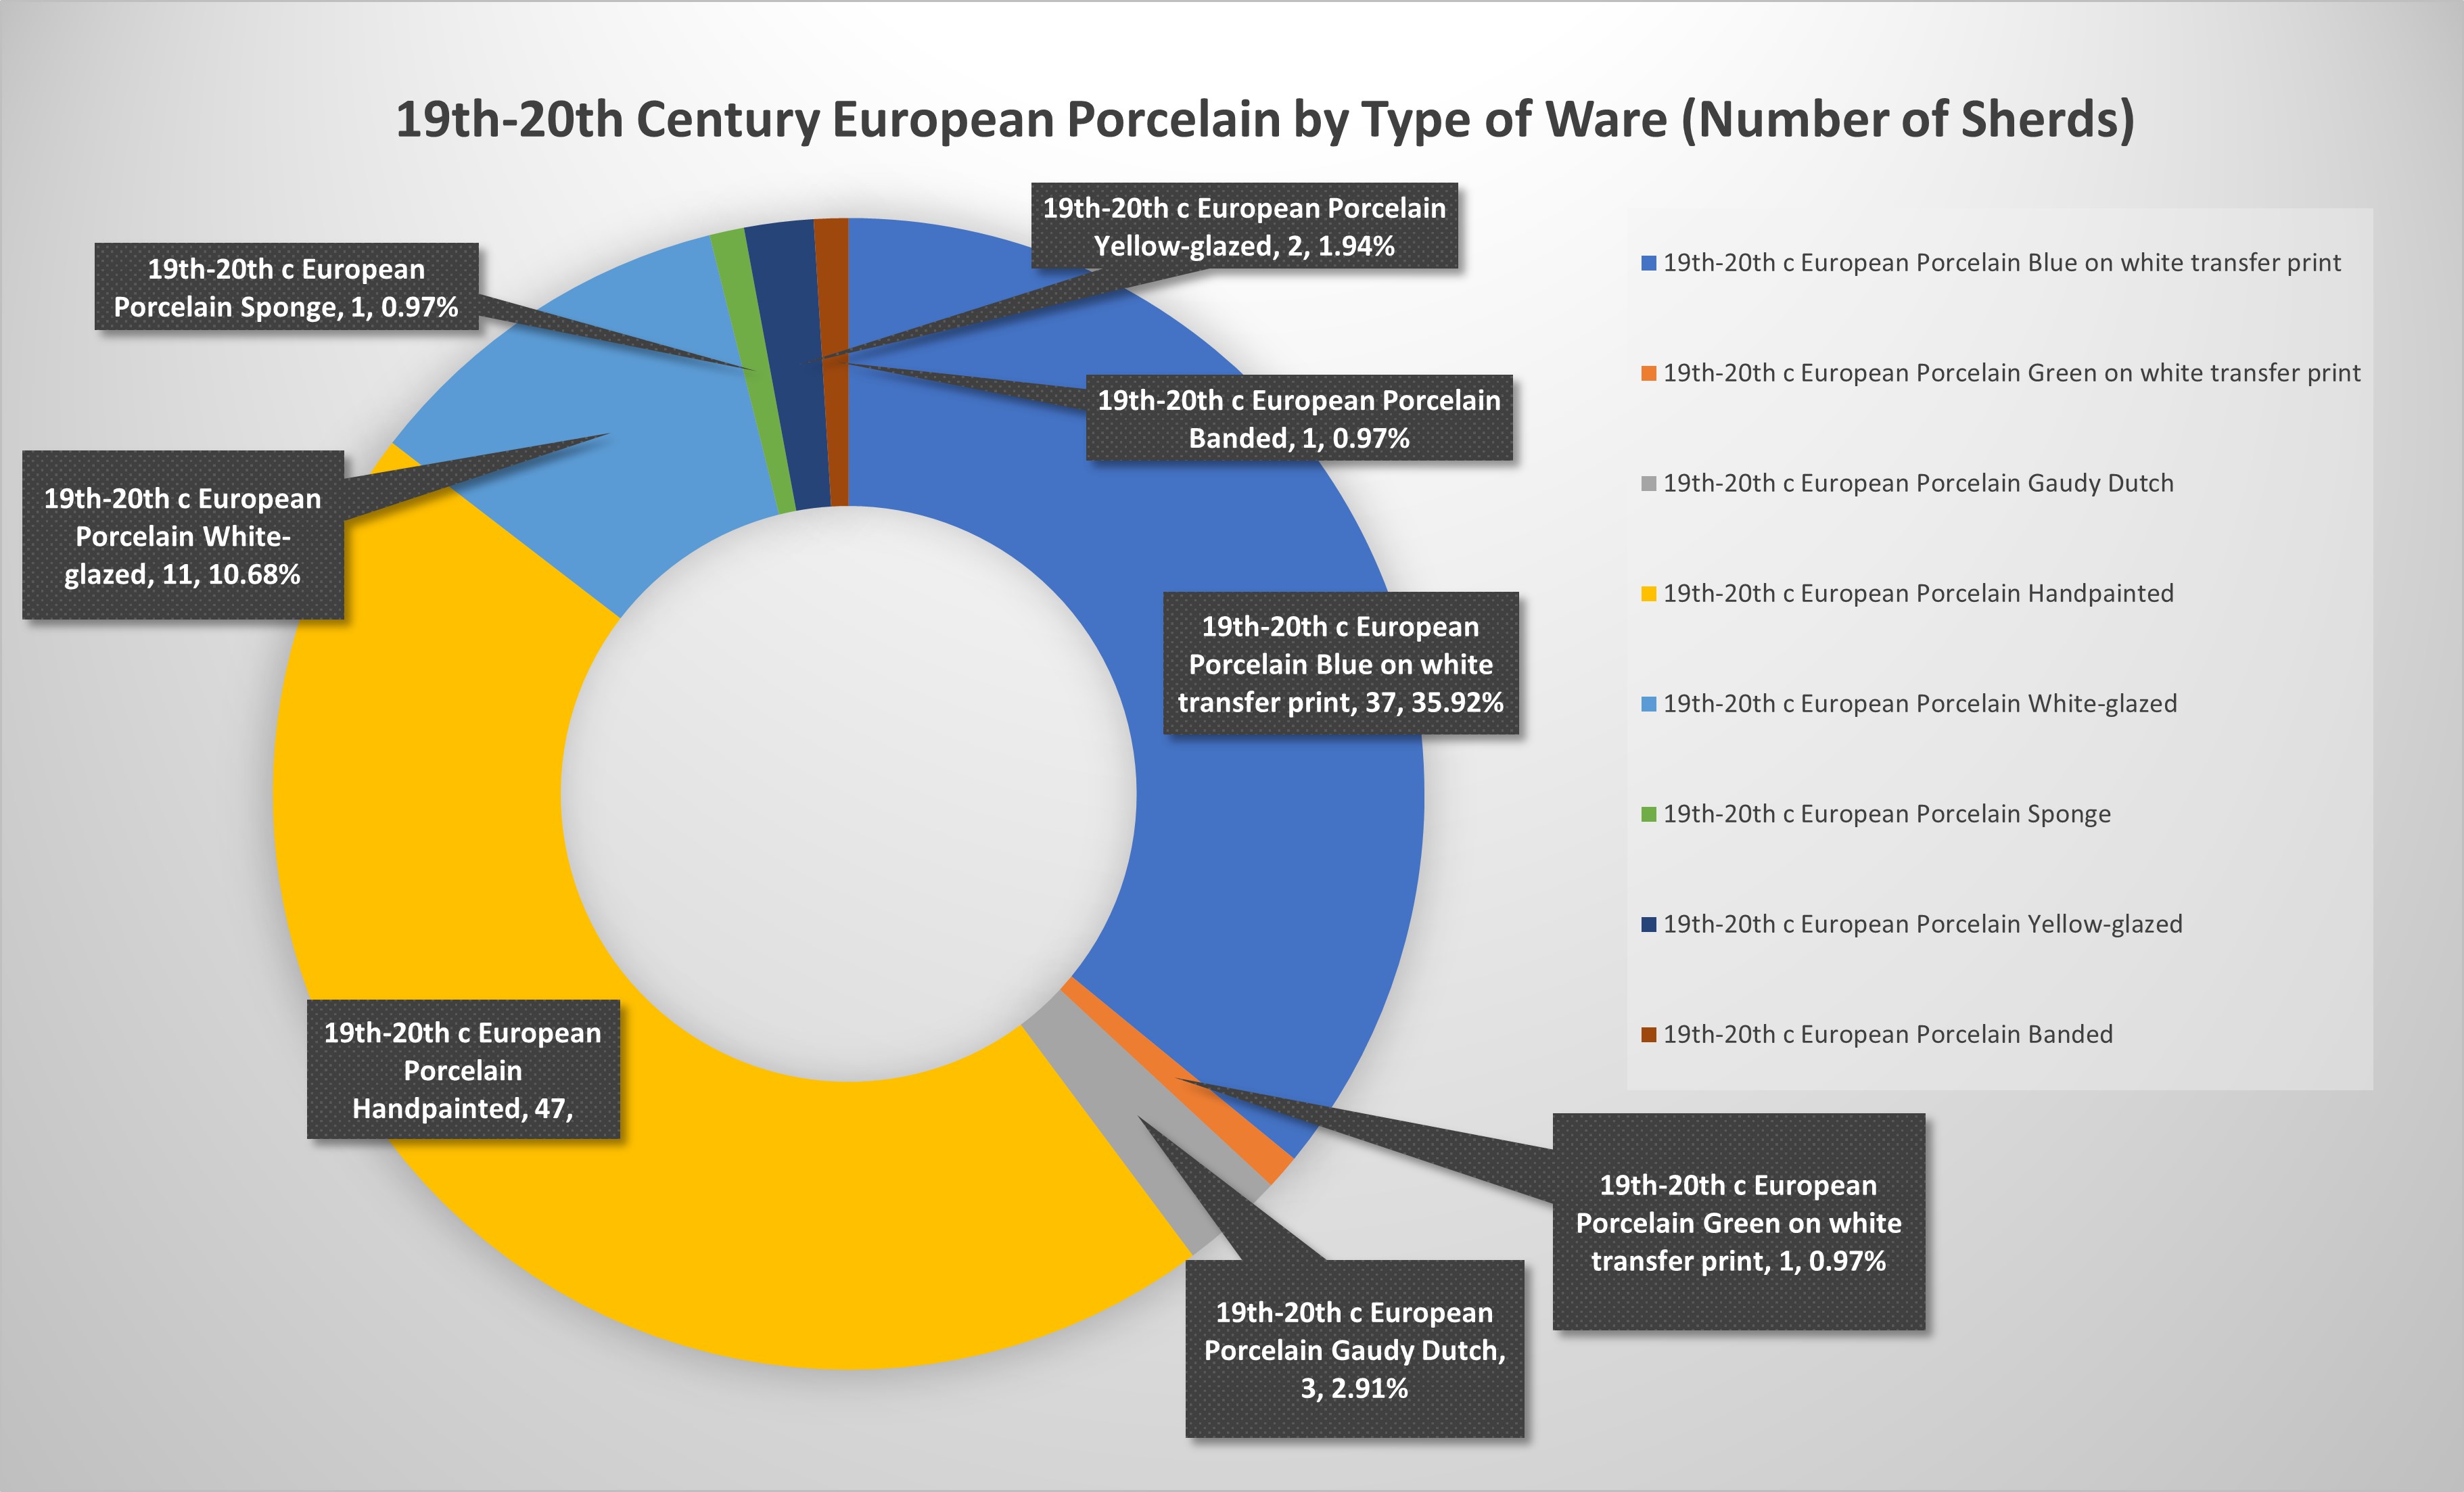 19th-20th Century European Porcelain by Type of Ware (Number of Sherds)
19th-20th c European Porcelain
Yellow-glazed, 2, 1.94%
19th-20th c European
Porcelain Sponge, 1, 0.97%
19th-20th c European Porcelain
Banded, 1, 0.97%
19th-20th c European
Porcelain White-
glazed, 11, 10.68%
19th-20th c European
Porcelain Blue on white
transfer print, 37, 35.92%
19th-20th c European
Porcelain
Handpainted, 47,
19th-20th c European
Porcelain Green on white
transfer print, 1, 0.97%
19th-20th c European
Porcelain Gaudy Dutch,
3, 2.91%
19th-20th c European Porcelain Blue on white transfer print
19th-20th c European Porcelain Green on white transfer print
19th-20th c European Porcelain Gaudy Dutch
19th-20th c European Porcelain Handpainted
19th-20th c European Porcelain White-glazed
19th-20th c European Porcelain Sponge
19th-20th c European Porcelain Yellow-glazed
19th-20th c European Porcelain Banded